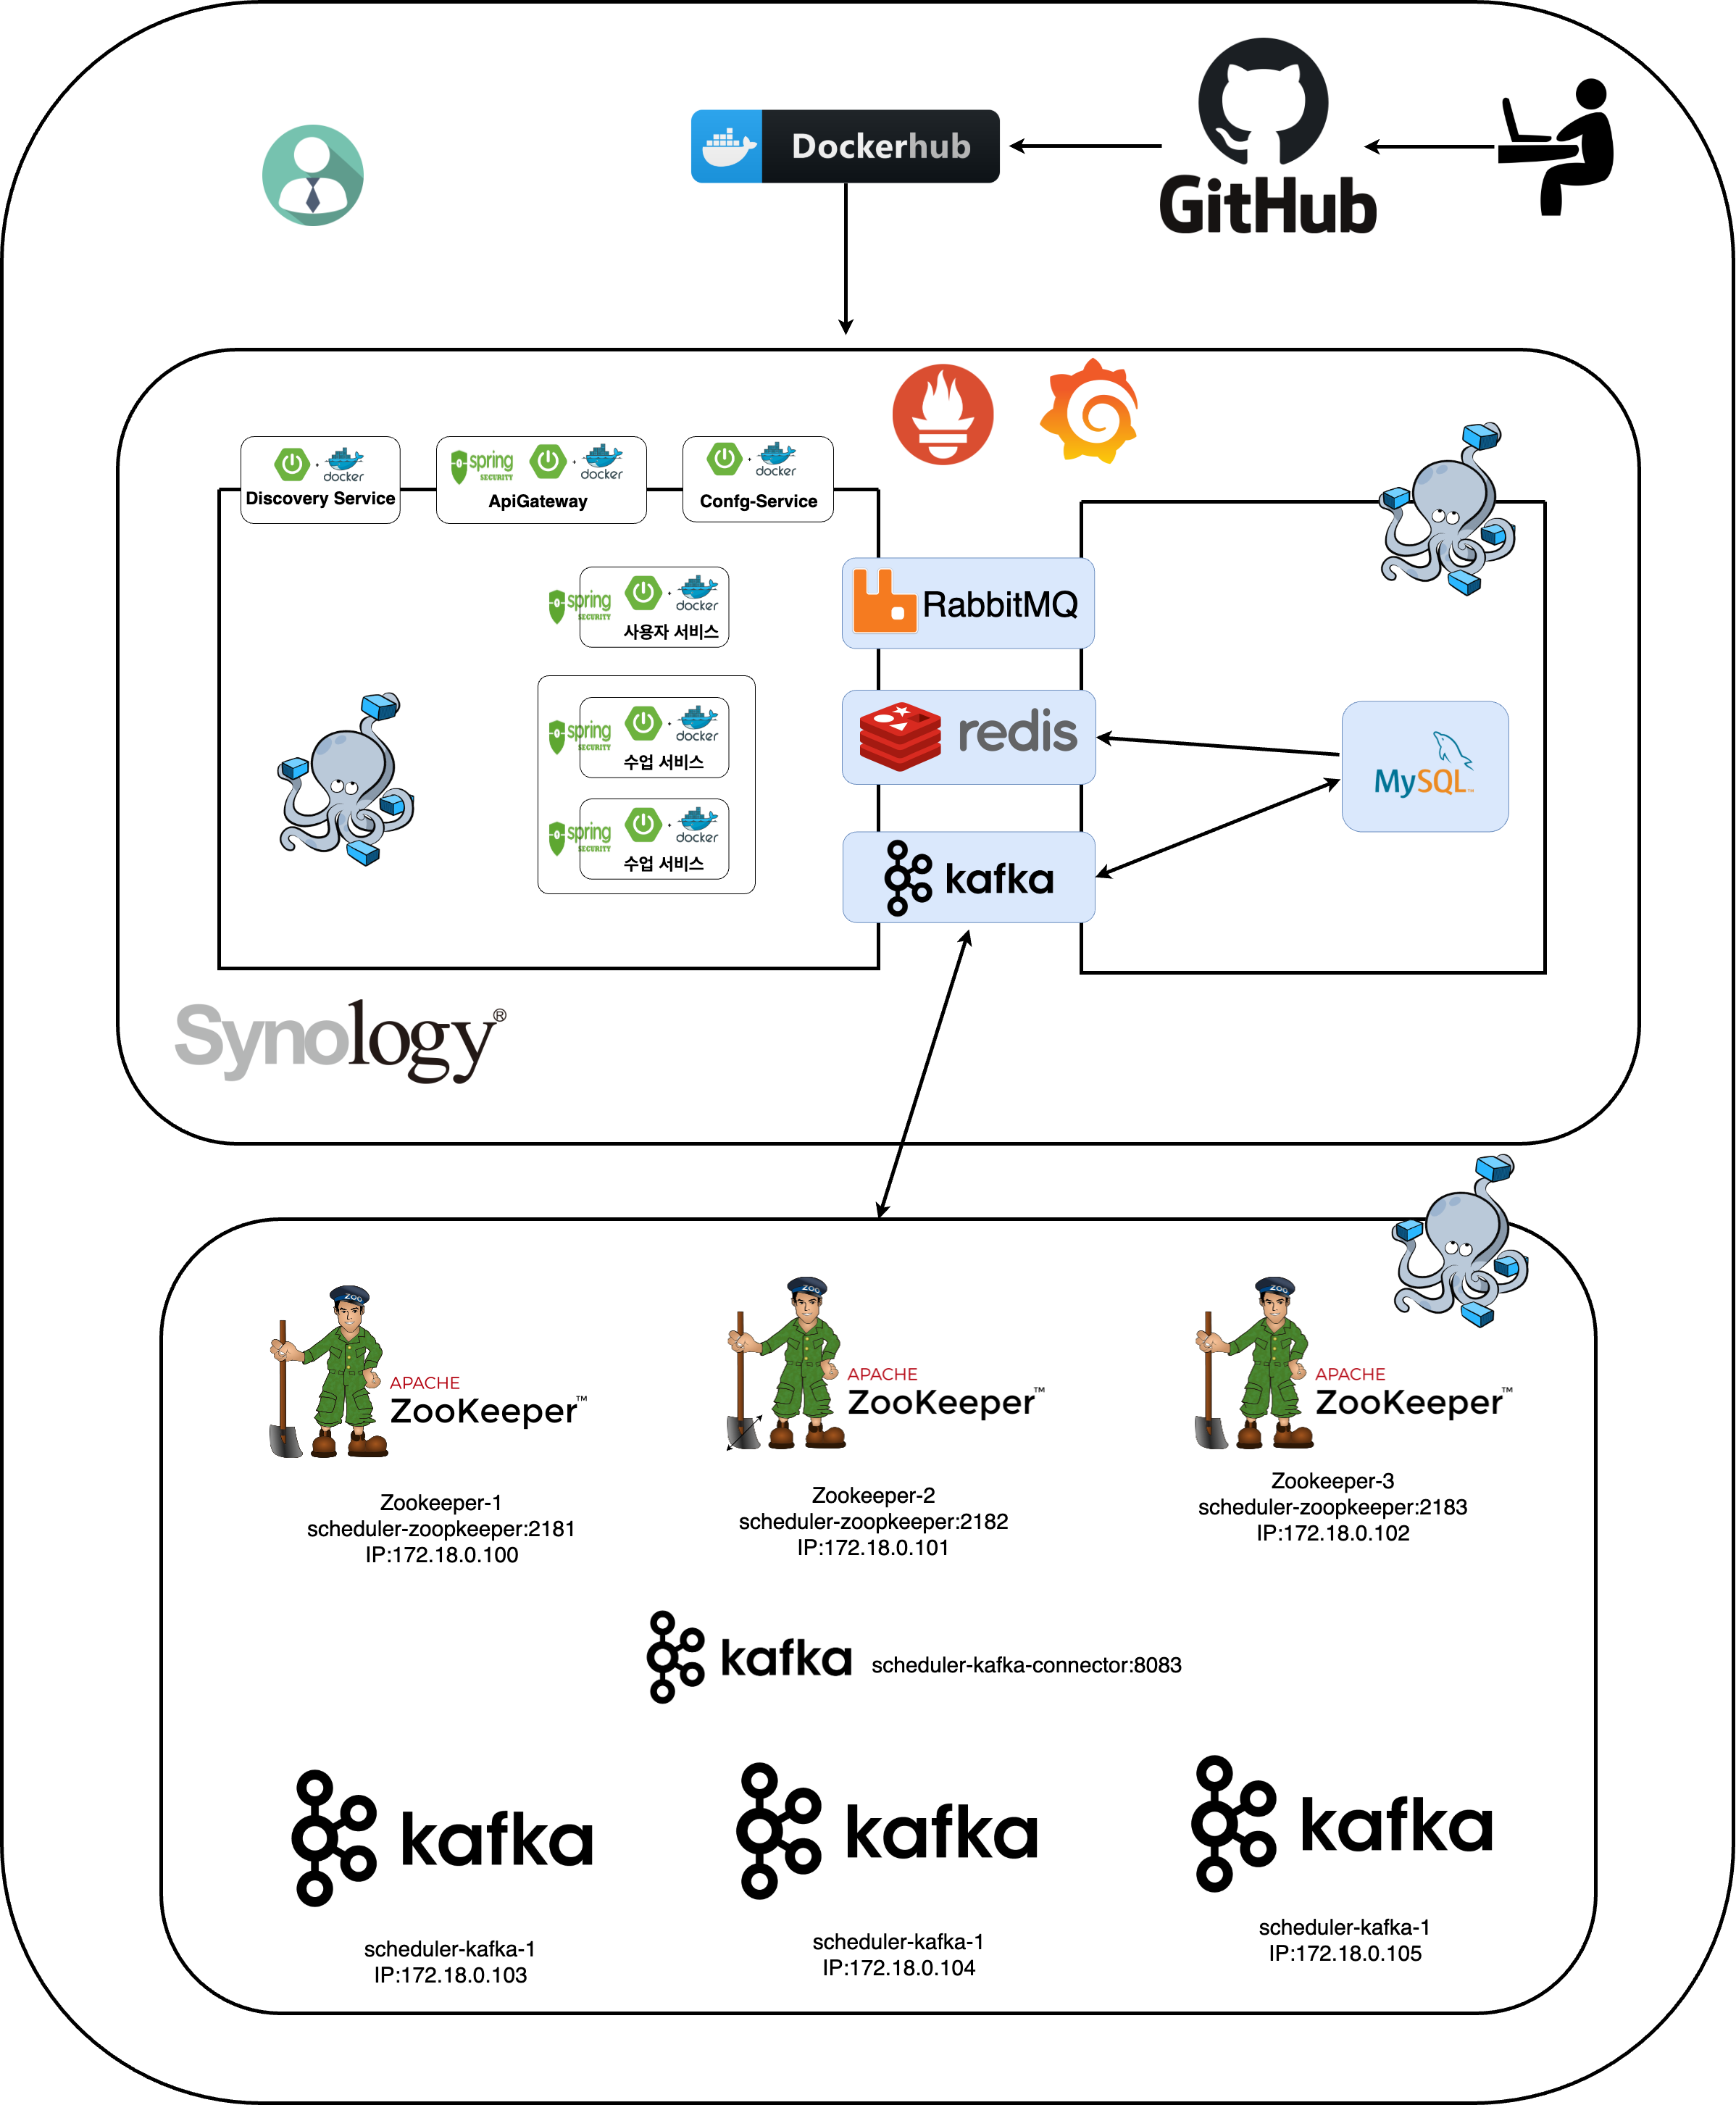 Dockerhub
GitHub
spring
SECURITY
docker
Discovery Service
docker
ApiGateway
docker
Confg-Service
spring
SECURITY
docker
사용자 서비스
spring
SECURITY
docker
수업 서비스
spring
SECURITY
docker
수업 서비스
RabbitMQ
redis
kafka
MySQL™
Synology®
ZOO
APACHE
ZooKeeper™
ZOO
APACHE
ZooKeeper™
ZOO
APACHE
ZooKeeper™
Zookeeper-1
scheduler-zoopkeeper:2181
IP:172.18.0.100
Zookeeper-2
scheduler-zoopkeeper:2182
IP:172.18.0.101
Zookeeper-3
scheduler-zoopkeeper:2183
IP:172.18.0.102
kafka
scheduler-kafka-connector:8083
kafka
kafka
kafka
scheduler-kafka-1
IP:172.18.0.103
scheduler-kafka-1
IP:172.18.0.104
scheduler-kafka-1
IP:172.18.0.105